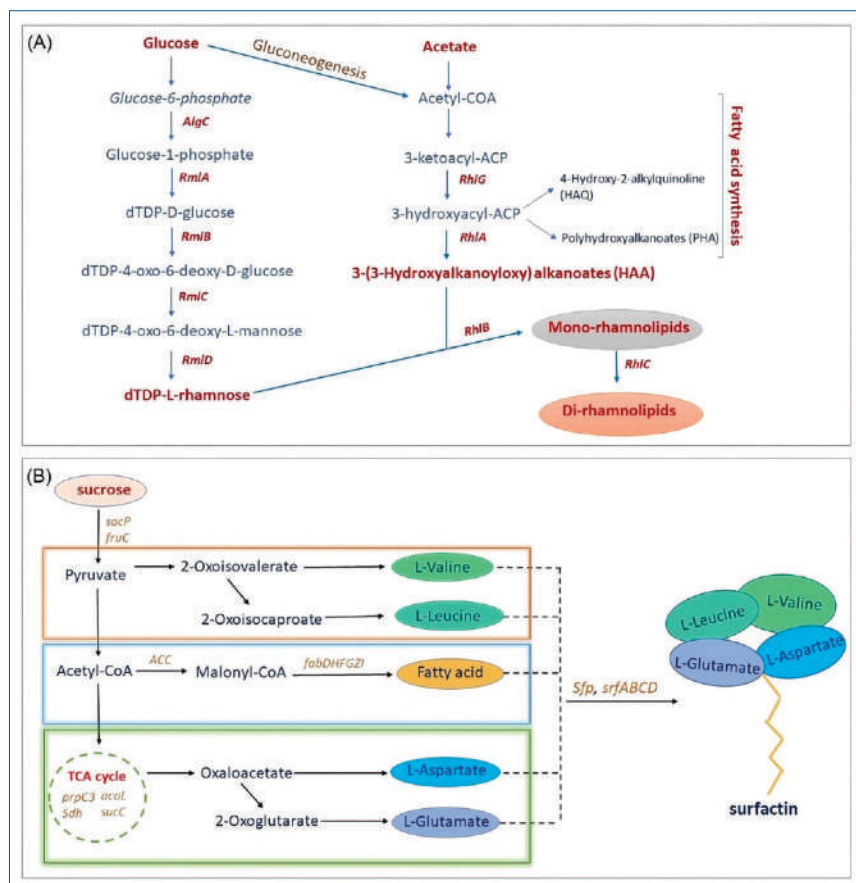 (A)
Glucose
Gluconeogenesis
Acetate
Glucose-6-phosphate
Acetyl-COA
AlgC
Glucose-1-phosphate
3-ketoacyl-ACP
RmlA
RhlG
4-Hydroxy-2-alkylquinoline
(HAQ)
dTDP-D-glucose
3-hydroxyacyl-ACP
RmlB
RhlA
Polyhydroxyalkanoates (PHA)
Fatty acid synthesis
dTDP-4-oxo-6-deoxy-D-glucose
3-(3-Hydroxyalkanoyloxy) alkanoates (HAA)
RmlC
dTDP-4-oxo-6-deoxy-L-mannose
RhlB
Mono-rhamnolipids
RmlD
RhlC
dTDP-L-rhamnose
Di-rhamnolipids
(B)
sucrose
sacP
fruC
Pyruvate
2-Oxoisovalerate
L-Valine
2-Oxoisocaproate
L-Leucine
Acetyl-CoA
ACC
Malonyl-CoA
fabDHFGZI
Fatty acid
TCA cycle
prpC3 acoL
Sdh sucC
Oxaloacetate
L-Aspartate
2-Oxoglutarate
L-Glutamate
Sfp, srfABCD
L-Leucine
L-Valine
L-Glutamate
L-Aspartate
surfactin